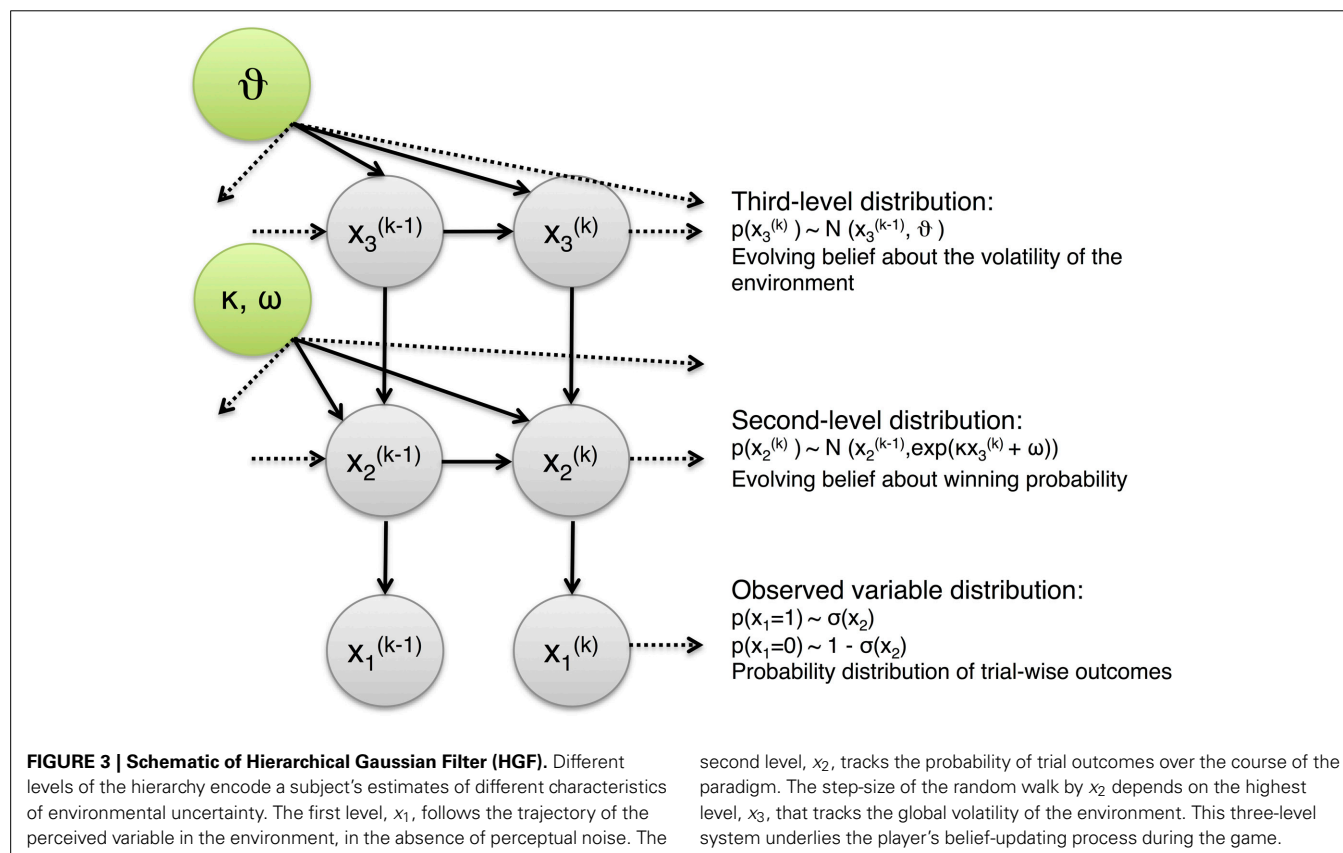 ϑ
x₃⁽ᵏ⁻¹⁾ x₃⁽ᵏ⁾
Third-level distribution:
p(x₃⁽ᵏ⁾ ) ~ N (x₃⁽ᵏ⁻¹⁾, ϑ )
Evolving belief about the volatility of the
environment
κ, ω
x₂⁽ᵏ⁻¹⁾ x₂⁽ᵏ⁾
Second-level distribution:
p(x₂⁽ᵏ⁾ ) ~ N (x₂⁽ᵏ⁻¹⁾,exp(κx₃⁽ᵏ⁾ + ω))
Evolving belief about winning probability
x₁⁽ᵏ⁻¹⁾ x₁⁽ᵏ⁾
Observed variable distribution:
p(x₁=1) ~ σ(x₂)
p(x₁=0) ~ 1 - σ(x₂)
Probability distribution of trial-wise outcomes
FIGURE 3 | Schematic of Hierarchical Gaussian Filter (HGF). Different
levels of the hierarchy encode a subject's estimates of different characteristics
of environmental uncertainty. The first level, x₁, follows the trajectory of the
perceived variable in the environment, in the absence of perceptual noise. The
second level, x₂, tracks the probability of trial outcomes over the course of the
paradigm. The step-size of the random walk by x₂ depends on the highest
level, x₃, that tracks the global volatility of the environment. This three-level
system underlies the player's belief-updating process during the game.